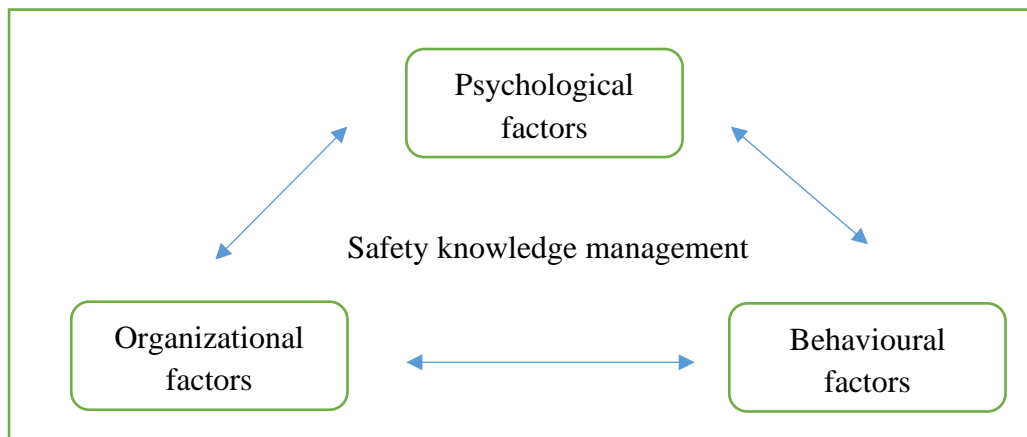 Psychological
factors
Safety knowledge management
Organizational
factors
Behavioural
factors